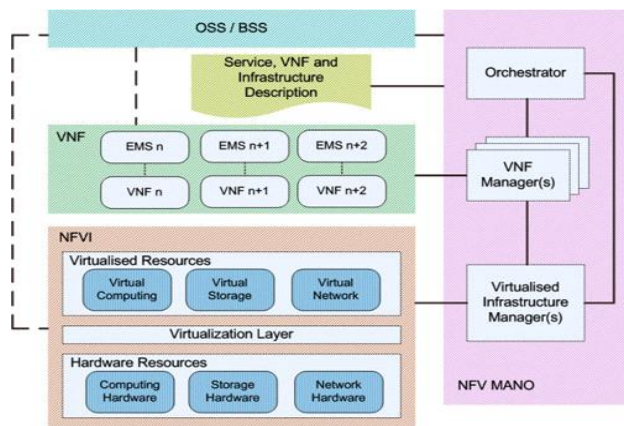 OSS / BSS
Service, VNF and
Infrastructure
Description
Orchestrator
VNF
EMS n
EMS n+1
EMS n+2
VNF n
VNF n+1
VNF n+2
VNF
Manager(s)
NFVI
Virtualised Resources
Virtual
Computing
Virtual
Storage
Virtual
Network
Virtualised
Infrastructure
Manager(s)
Virtualization Layer
Hardware Resources
Computing
Hardware
Storage
Hardware
Network
Hardware
NFV MANO